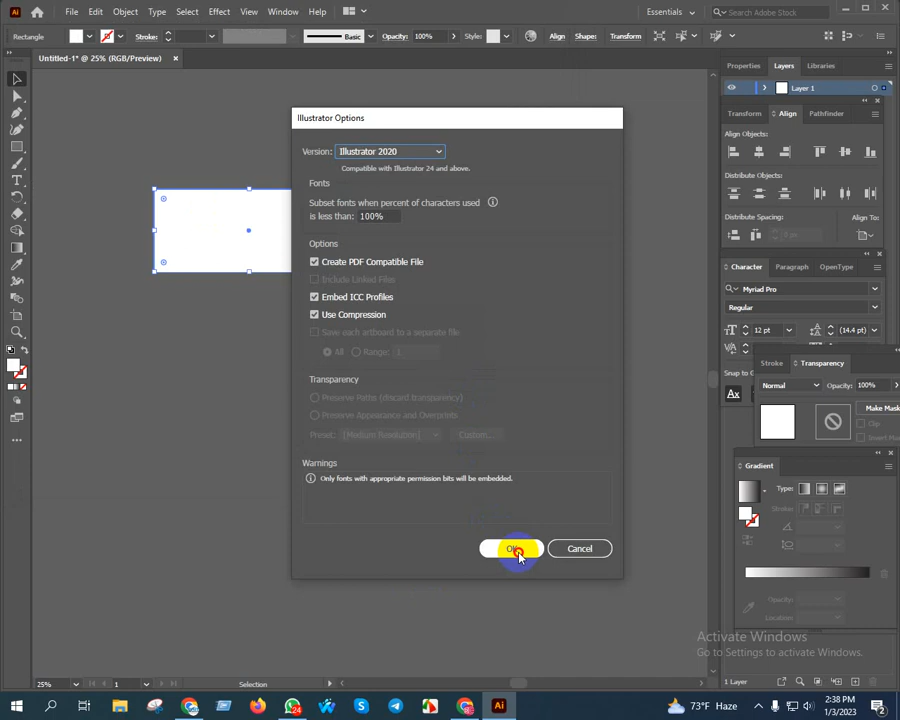 Ai File Edit Object Type Select Effect View Window Help Essentials Search Adobe Stock
Rectangle Stroke: Basic Opacity: 100% Style: Align Shape: Transform
Untitled-1* @ 25% (RGB/Preview) ×
Properties Layers Libraries
Layer 1
Transform Align Pathfinder
Align Objects:
Distribute Objects:
Distribute Spacing: Align To:
0 px
Character Paragraph OpenType
Myriad Pro
Regular
12 pt (14.4 pt)
Snap to G
Stroke Transparency
Normal Opacity: 100%
Make Mask
Clip
Invert Mask
Gradient
Type:
Stroke:
Location:
Illustrator Options
Version: Illustrator 2020
Compatible with Illustrator 24 and above.
Fonts
Subset fonts when percent of characters used
is less than: 100%
Options
Create PDF Compatible File
Include Linked Files
Embed ICC Profiles
Use Compression
Save each artboard to a separate file
All Range: 1
Transparency
Preserve Paths (discard transparency)
Preserve Appearance and Overprints
Preset: [Medium Resolution] Custom...
Warnings
Only fonts with appropriate permission bits will be embedded.
OK Cancel
Activate Windows
Go to Settings to activate Windows.
25% 1 Selection 1 Layer
73°F Haze 2:38 PM
1/3/2023